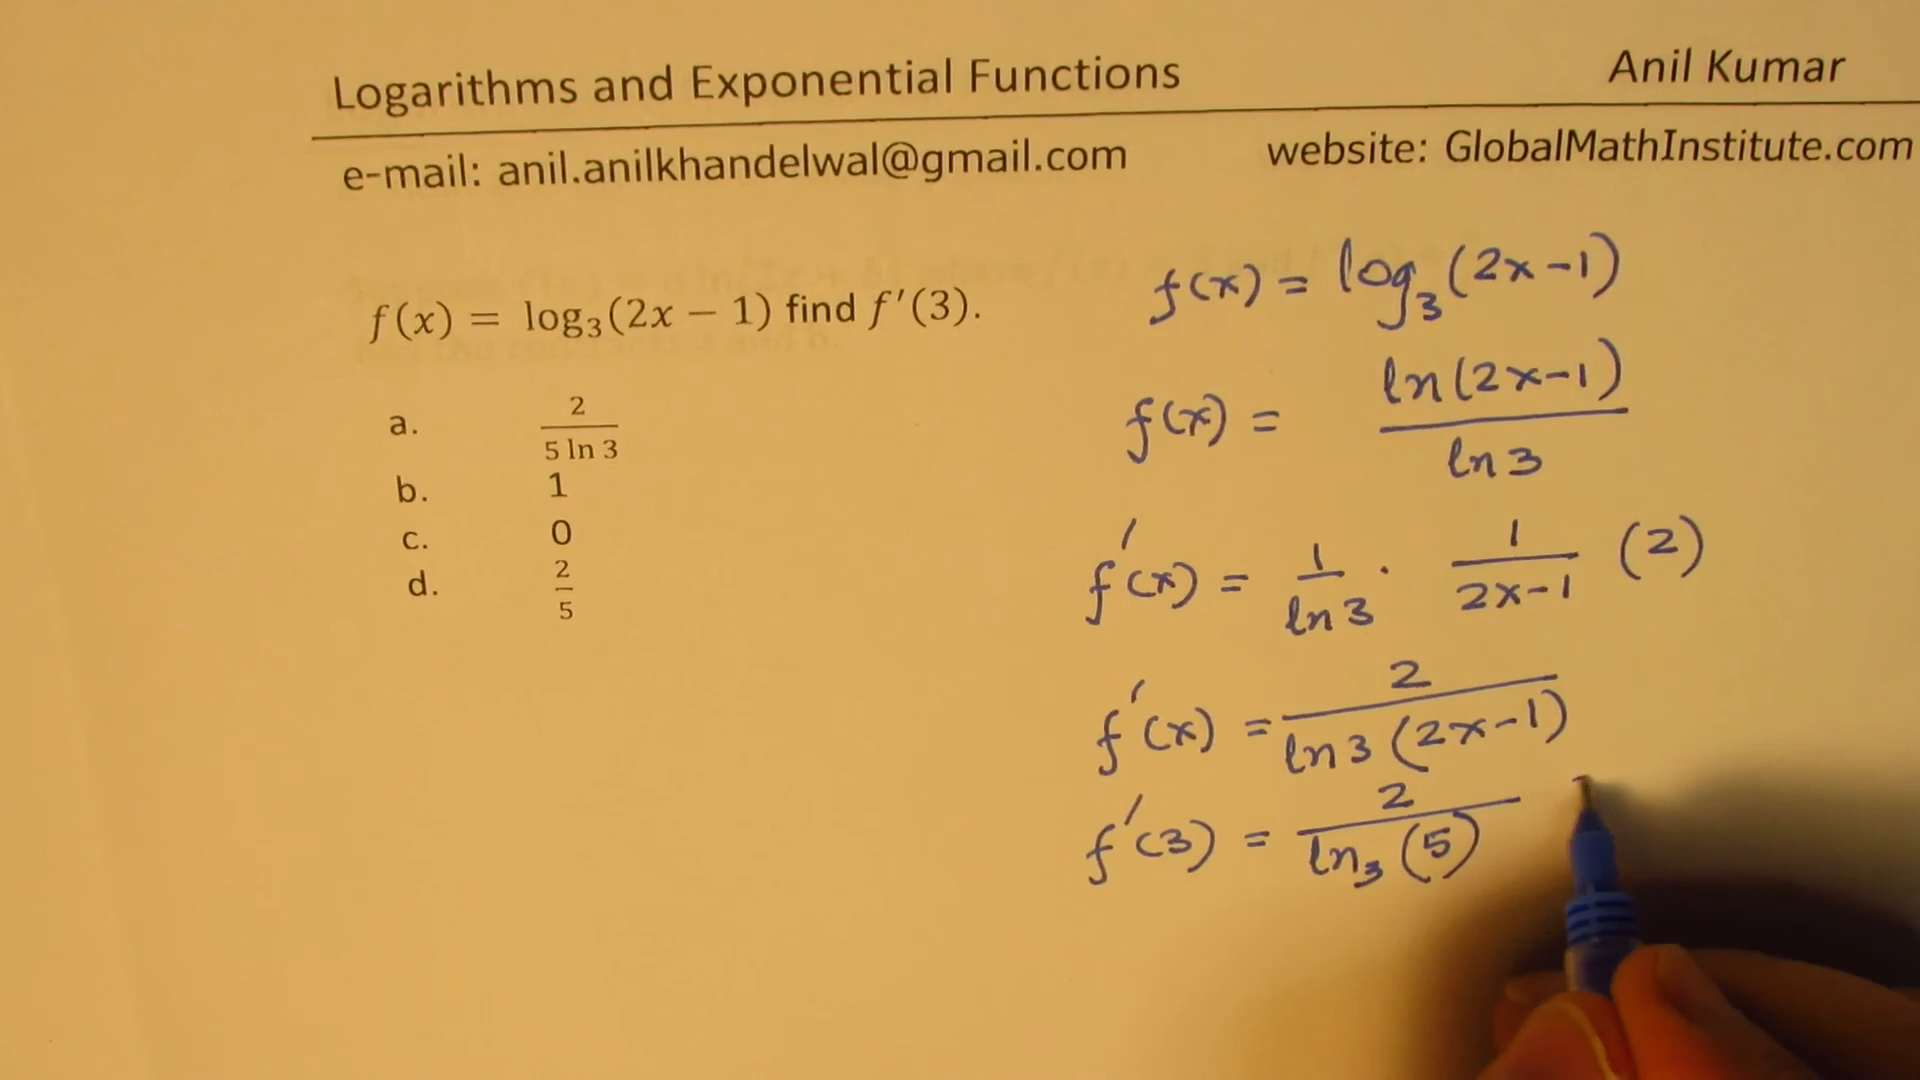 Logarithms and Exponential Functions
Anil Kumar
e-mail: anil.anilkhandelwal@gmail.com
website: GlobalMathInstitute.com
f(x) = log₃(2x − 1) find f′(3).
a. 2/(5 ln 3)
b. 1
c. 0
d. 2/5
f(x) = log₃(2x−1)
f(x) = ln(2x−1)/ln3
f′(x) = 1/ln3 · 1/(2x−1) (2)
f′(x) = 2/(ln3(2x−1))
f′(3) = 2/(ln₃(5))